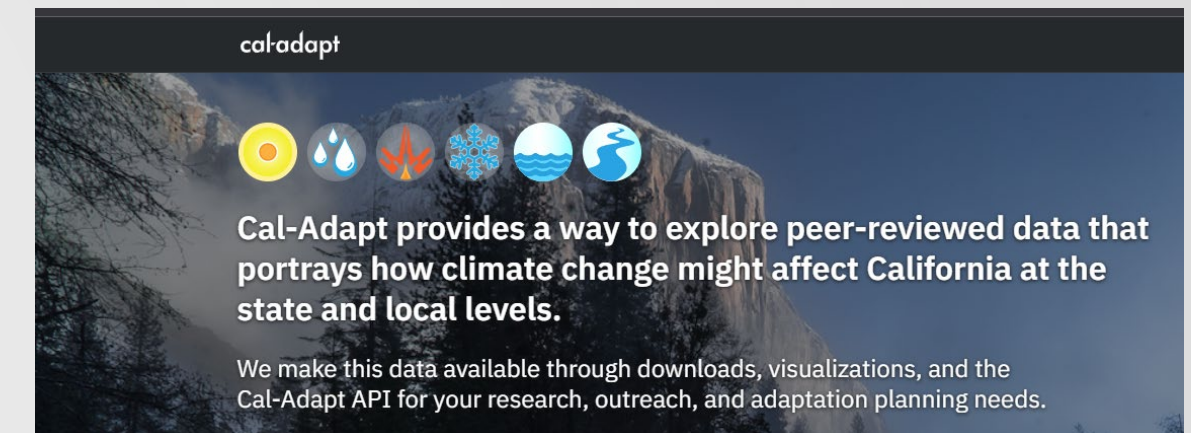 cal-adapt
Cal-Adapt provides a way to explore peer-reviewed data that
portrays how climate change might affect California at the
state and local levels.
We make this data available through downloads, visualizations, and the
Cal-Adapt API for your research, outreach, and adaptation planning needs.